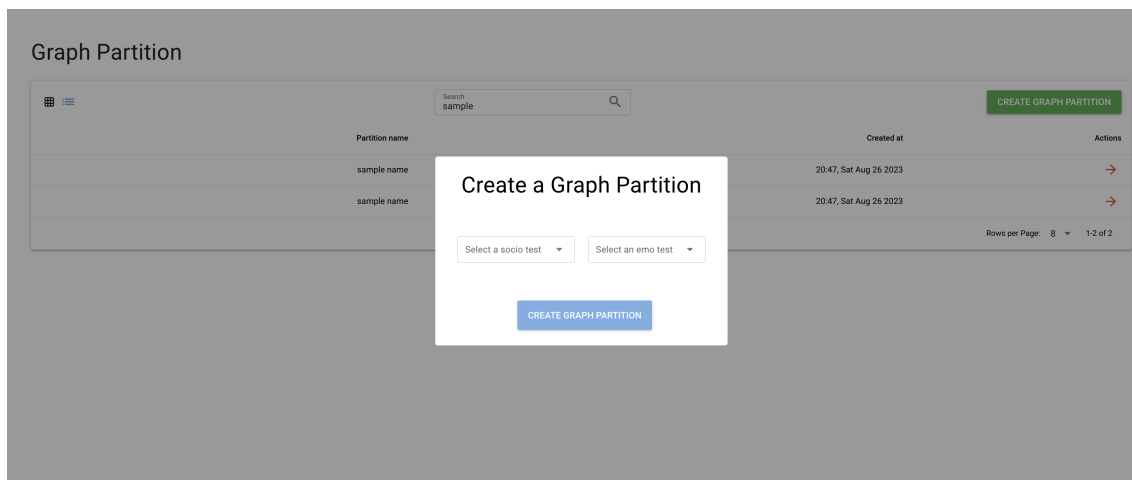 Graph Partition
Search
sample
CREATE GRAPH PARTITION
Partition name Created at Actions
sample name 20:47, Sat Aug 26 2023
sample name 20:47, Sat Aug 26 2023
Rows per Page: 8 1-2 of 2
Create a Graph Partition
Select a socio test Select an emo test
CREATE GRAPH PARTITION